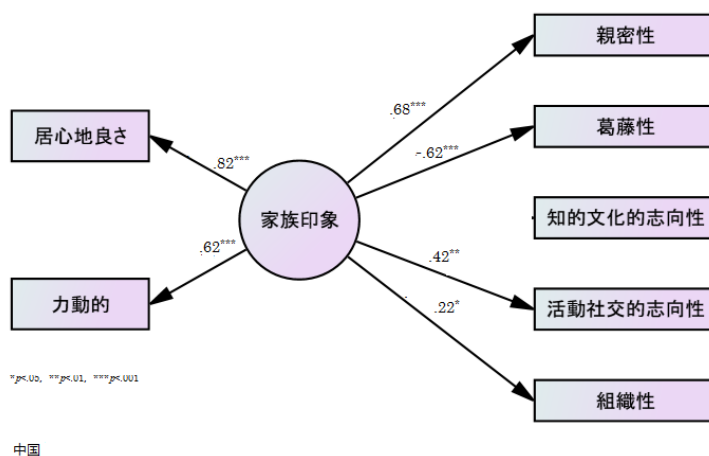 親密性
.68***
居心地良さ
葛藤性
.82***
-.62***
家族印象
知的文化的志向性
.62***
.42**
力動的
活動社交的志向性
.22*
*p<.05, **p<.01, ***p<.001
組織性
中国